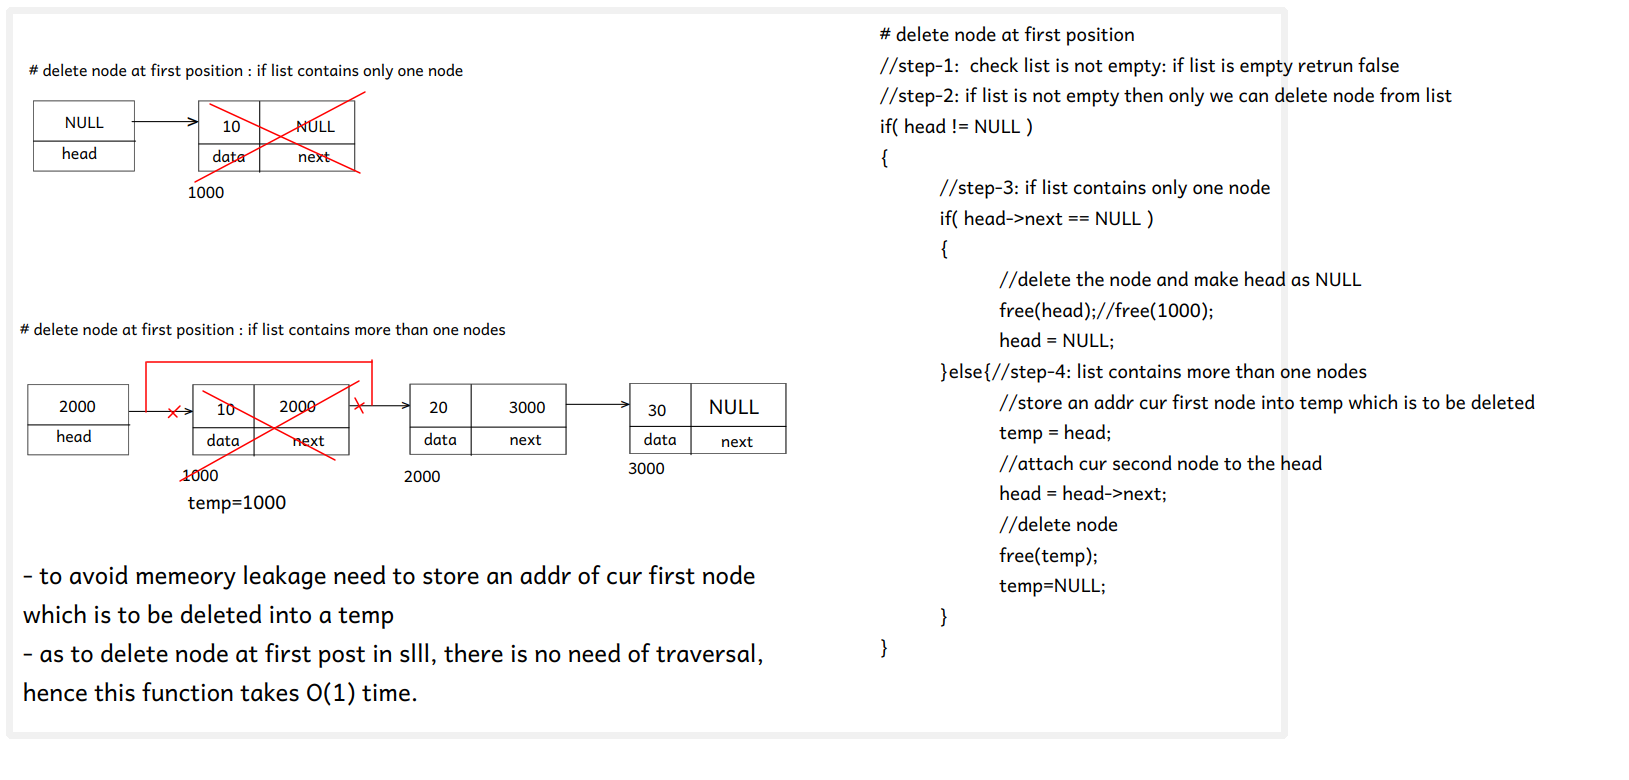 # delete node at first position : if list contains only one node
NULL
head
10
NULL
data
next
1000
# delete node at first position : if list contains more than one nodes
2000
head
10
2000
data
next
1000
temp=1000
20
3000
data
next
2000
30
NULL
data
next
3000
- to avoid memeory leakage need to store an addr of cur first node
which is to be deleted into a temp
- as to delete node at first post in slll, there is no need of traversal,
hence this function takes O(1) time.
# delete node at first position
//step-1:  check list is not empty: if list is empty retrun false
//step-2: if list is not empty then only we can delete node from list
if( head != NULL )
{
//step-3: if list contains only one node
if( head->next == NULL )
{
//delete the node and make head as NULL
free(head);//free(1000);
head = NULL;
}else{//step-4: list contains more than one nodes
//store an addr cur first node into temp which is to be deleted
temp = head;
//attach cur second node to the head
head = head->next;
//delete node
free(temp);
temp=NULL;
}
}